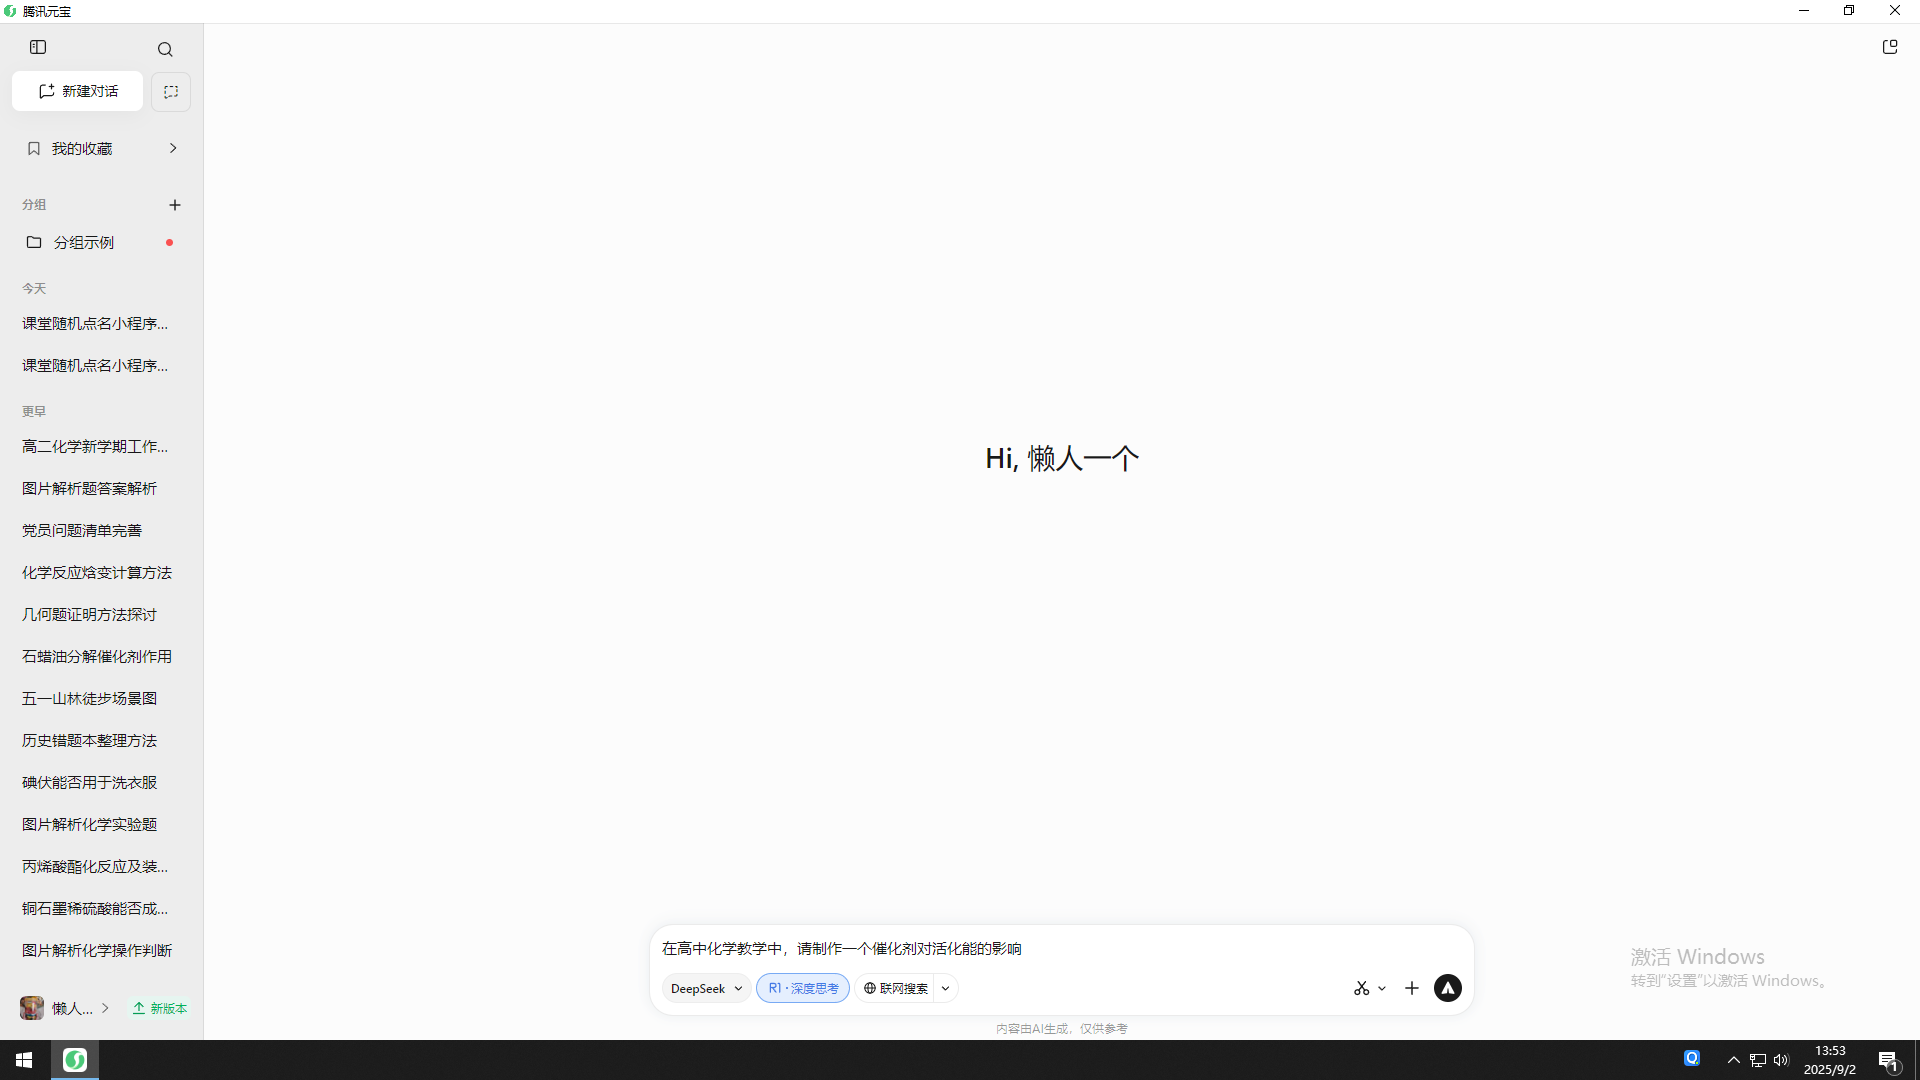 腾讯元宝
新建对话
我的收藏
分组
分组示例
今天
课堂随机点名小程序...
课堂随机点名小程序...
更早
高二化学新学期工作...
图片解析题答案解析
党员问题清单完善
化学反应焓变计算方法
几何题证明方法探讨
石蜡油分解催化剂作用
五一山林徒步场景图
历史错题本整理方法
碘伏能否用于洗衣服
图片解析化学实验题
丙烯酸酯化反应及装...
铜石墨稀硫酸能否成...
图片解析化学操作判断
懒人... 新版本
Hi, 懒人一个
在高中化学教学中，请制作一个催化剂对活化能的影响
DeepSeek R1 · 深度思考 联网搜索
内容由AI生成，仅供参考
激活 Windows
转到“设置”以激活 Windows。
13:53
2025/9/2
1